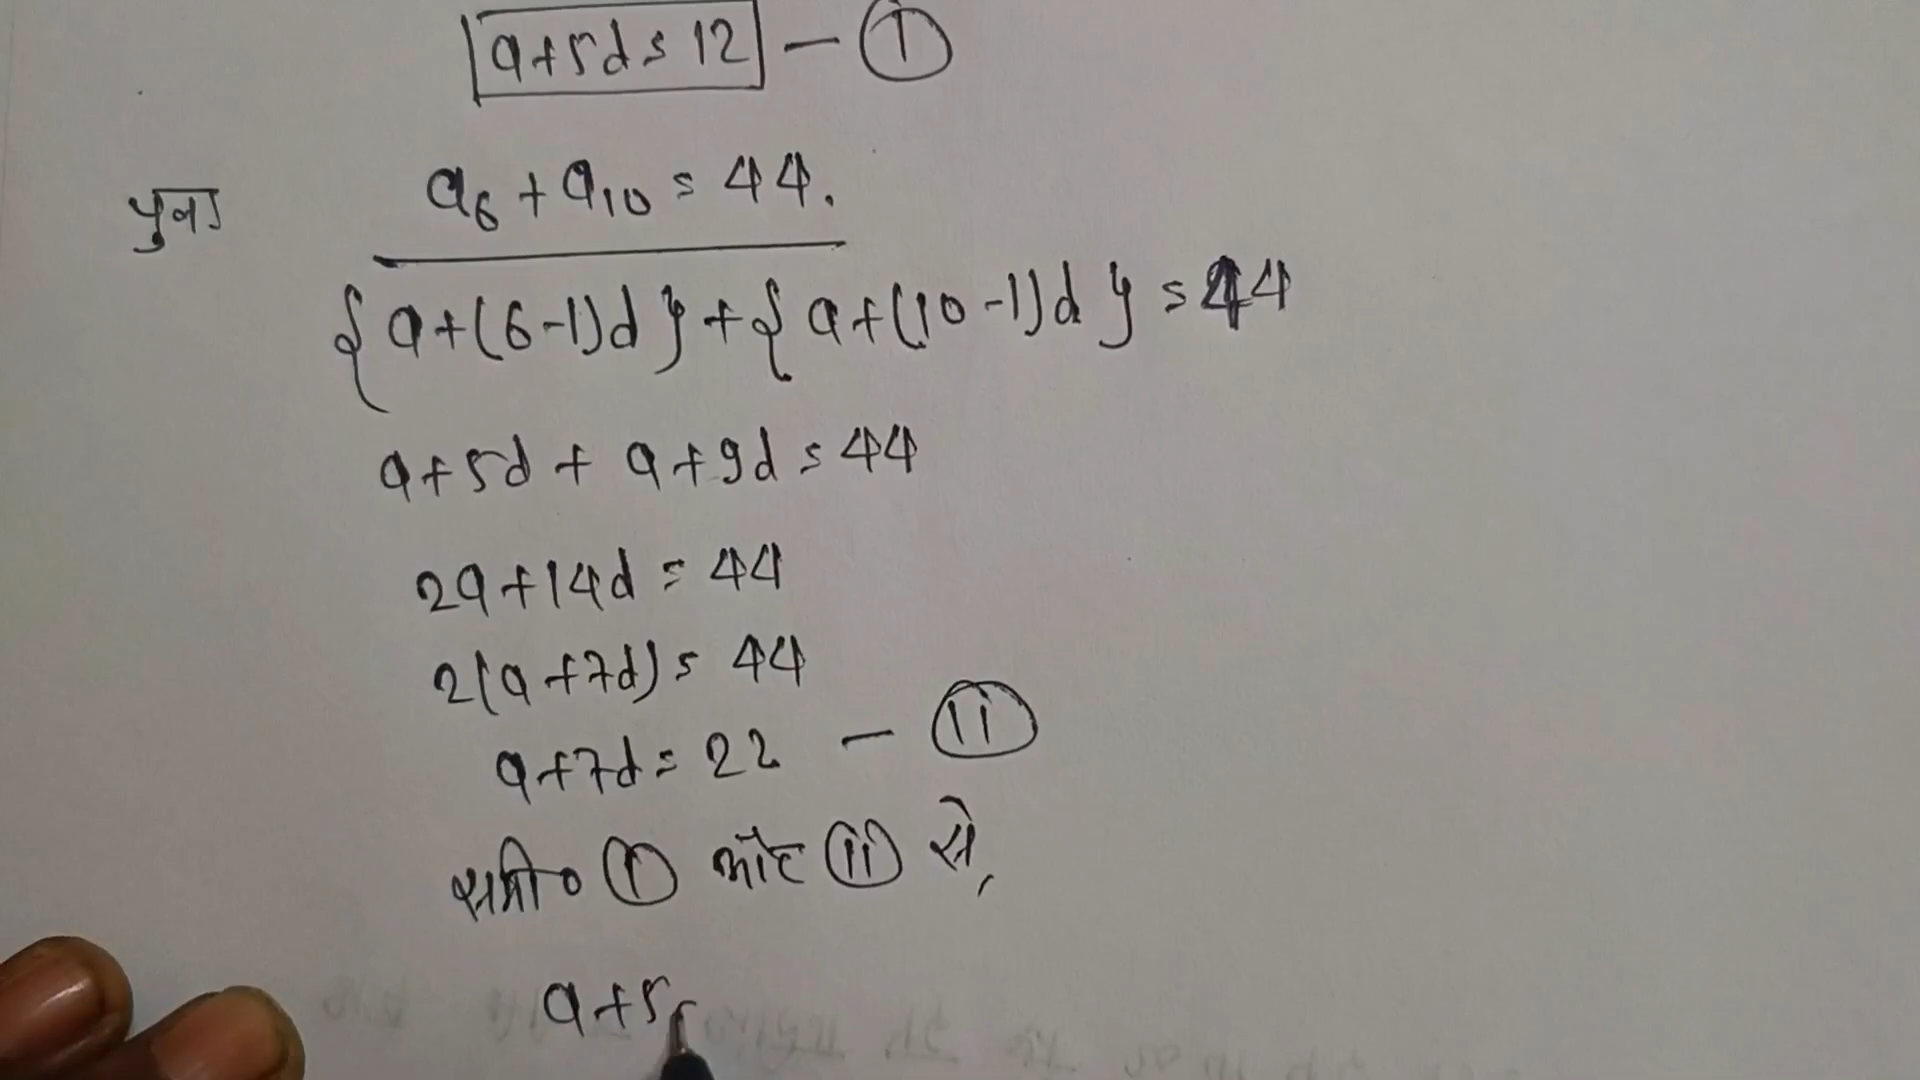 a+5d = 12 — (i)
पुनः a6 + a10 = 44.
{a+(6-1)d} + {a+(10-1)d} = 44
a+5d + a+9d = 44
2a+14d = 44
2(a+7d) = 44
a+7d = 22 — (ii)
समी० (i) और (ii) से,
a+5